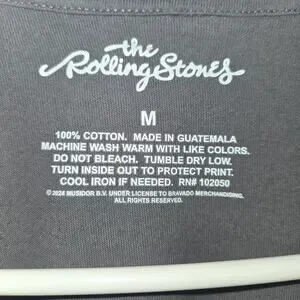 the
Rolling Stones
M
100% COTTON. MADE IN GUATEMALA
MACHINE WASH WARM WITH LIKE COLORS.
DO NOT BLEACH. TUMBLE DRY LOW.
TURN INSIDE OUT TO PROTECT PRINT.
COOL IRON IF NEEDED. RN# 102050
©2024 MUSIDOR B.V. UNDER LICENSE TO BRAVADO MERCHANDISING.
ALL RIGHTS RESERVED.